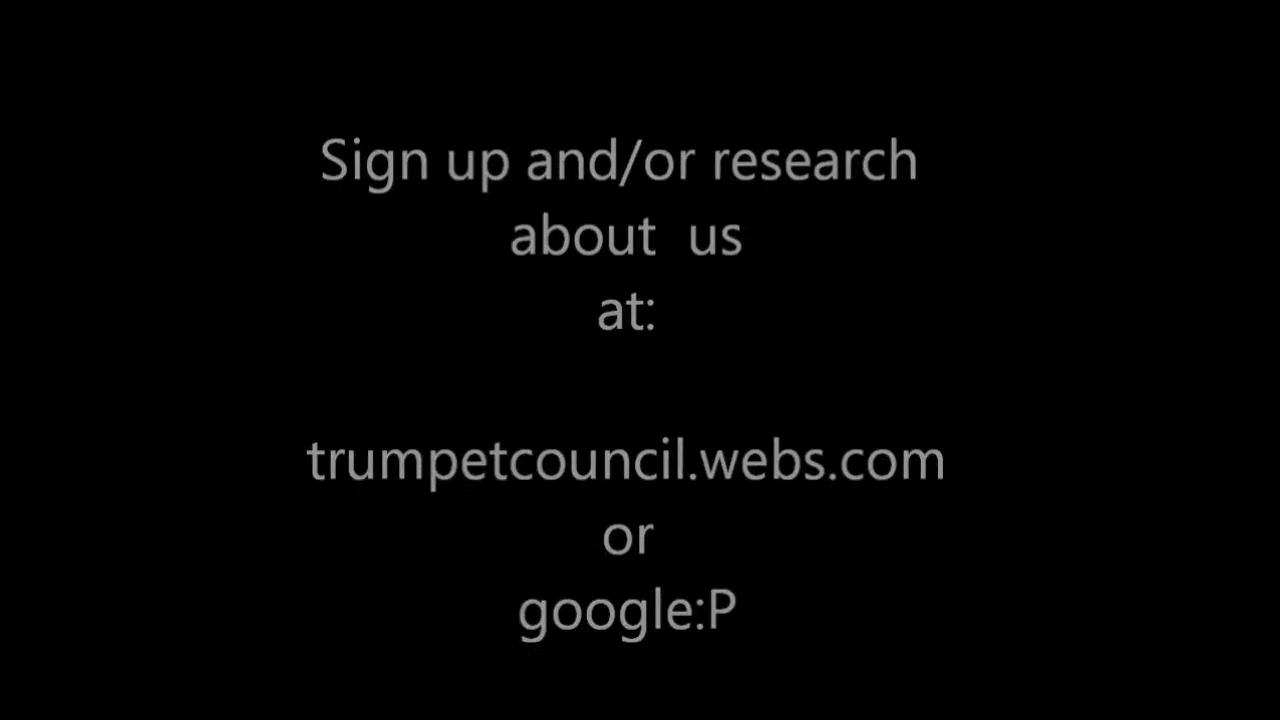 Sign up and/or research
about  us
at:
trumpetcouncil.webs.com
or
google:P